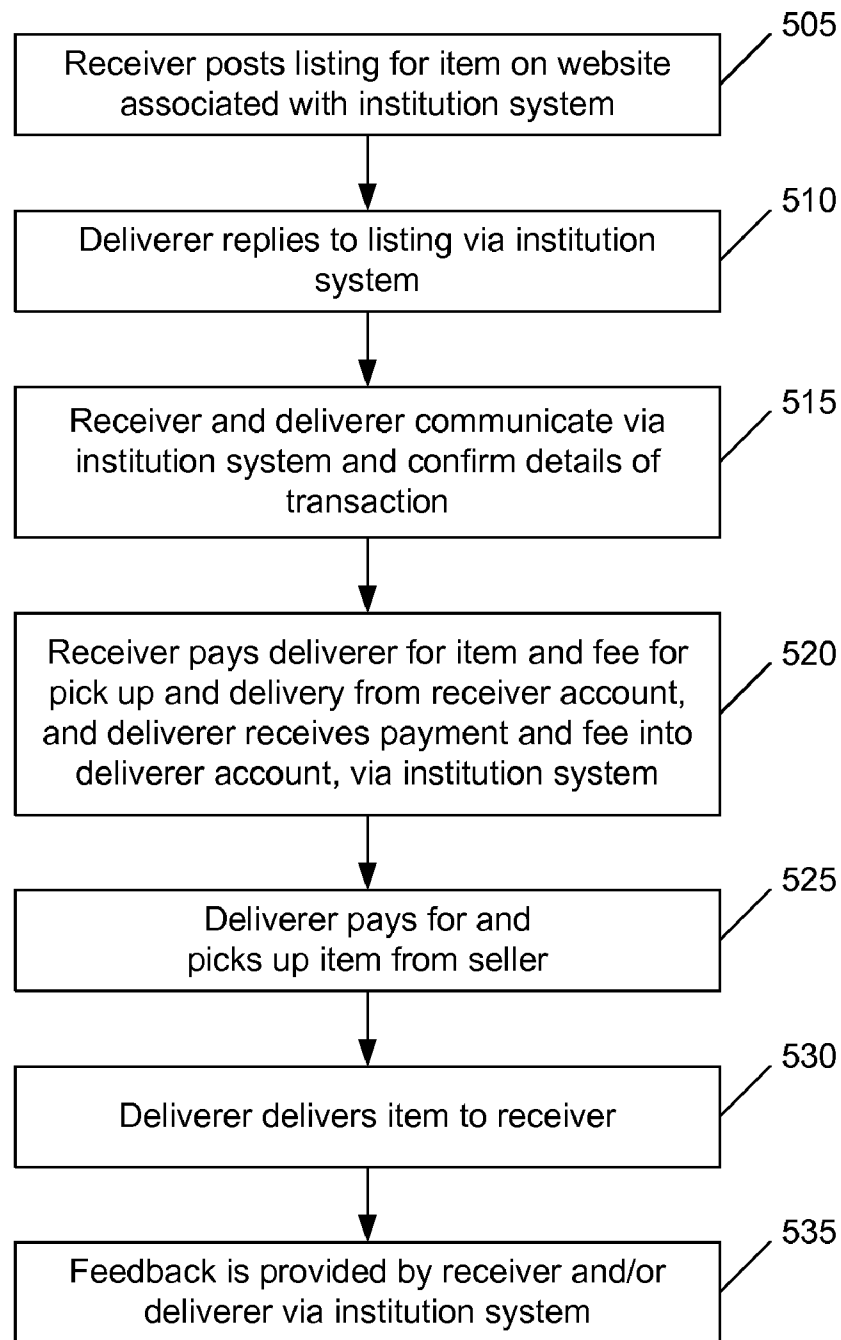 505
Receiver posts listing for item on website
associated with institution system
510
Deliverer replies to listing via institution
system
515
Receiver and deliverer communicate via
institution system and confirm details of
transaction
520
Receiver pays deliverer for item and fee for
pick up and delivery from receiver account,
and deliverer receives payment and fee into
deliverer account, via institution system
525
Deliverer pays for and
picks up item from seller
530
Deliverer delivers item to receiver
535
Feedback is provided by receiver and/or
deliverer via institution system